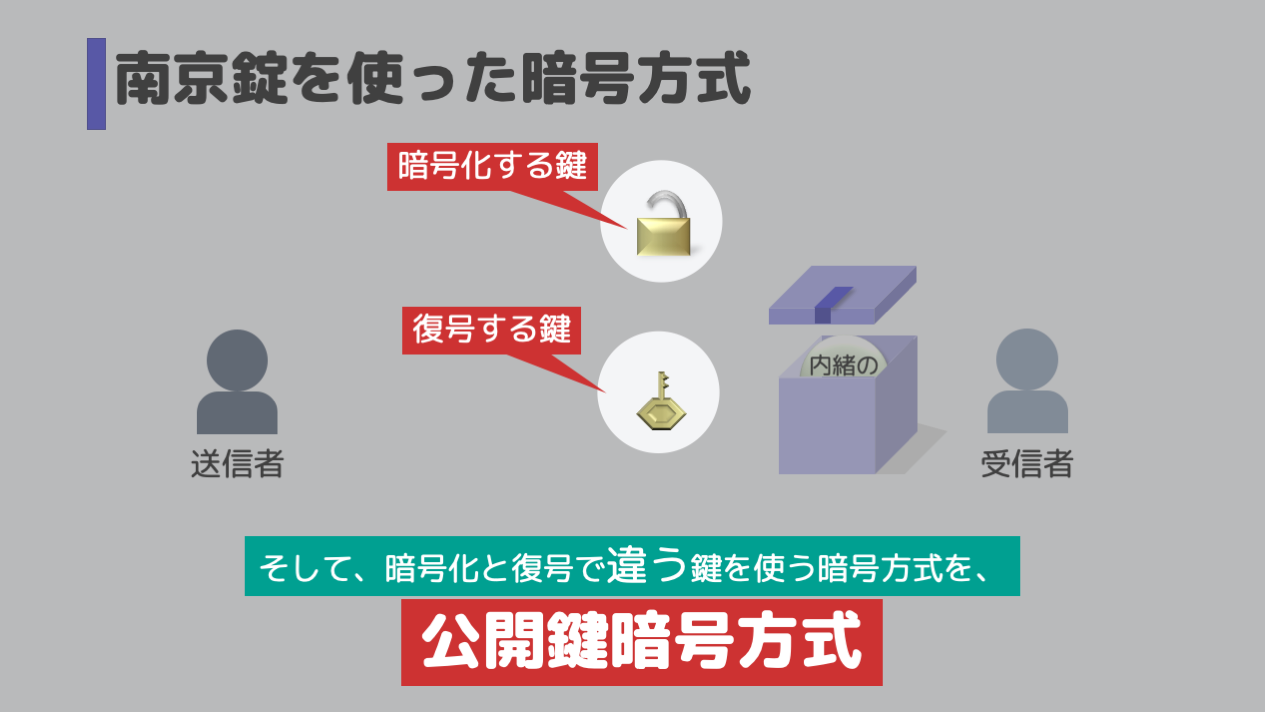 南京錠を使った暗号方式
暗号化する鍵
復号する鍵
内緒の
送信者
受信者
そして、暗号化と復号で違う鍵を使う暗号方式を、
公開鍵暗号方式